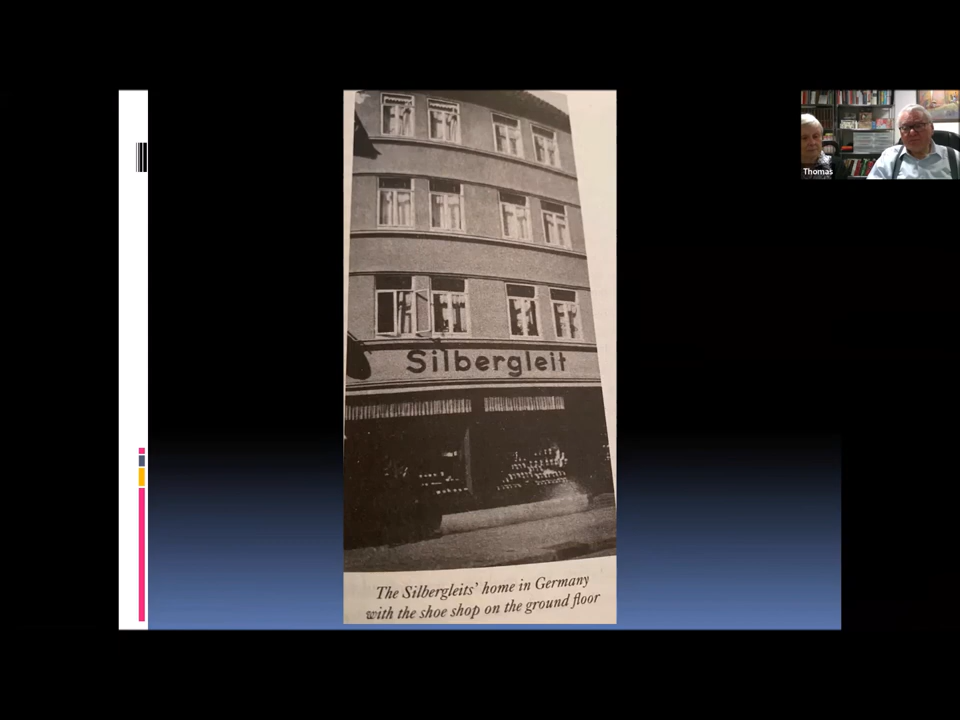 Thomas
Silbergleit
The Silbergleits' home in Germany
with the shoe shop on the ground floor